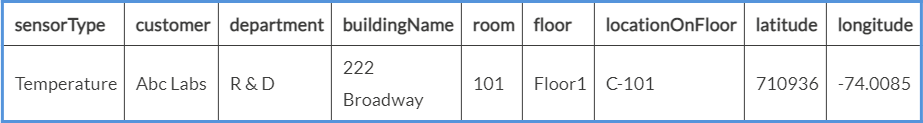 sensorType customer department buildingName room floor locationOnFloor latitude longitude
222
Temperature Abc Labs R & D 101 Floor1 C-101 710936 -74.0085
Broadway